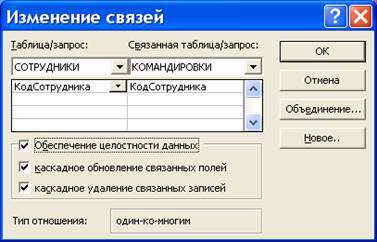 Изменение связей
Таблица/запрос: Связанная таблица/запрос:
СОТРУДНИКИ КОМАНДИРОВКИ
КодСотрудника КодСотрудника
Обеспечение целостности данных
каскадное обновление связанных полей
каскадное удаление связанных записей
Тип отношения: один-ко-многим
ОК
Отмена
Объединение...
Новое..